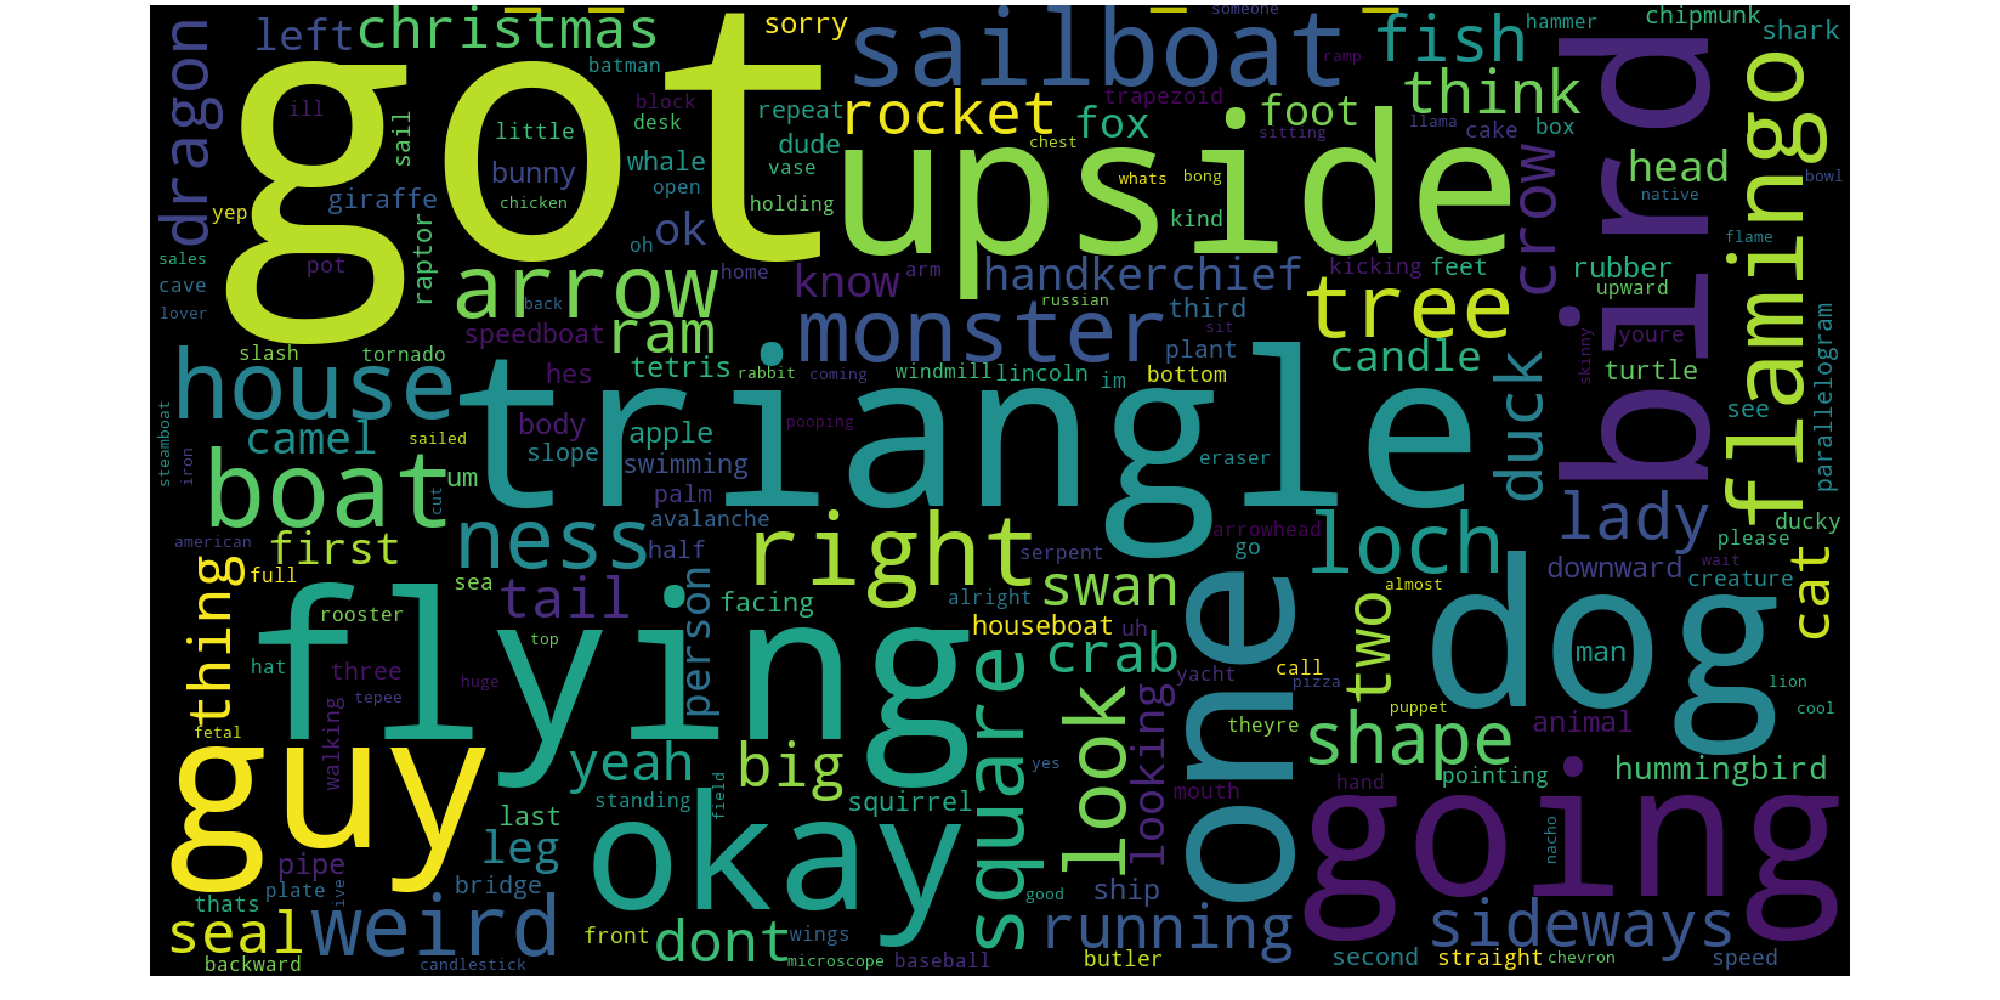 someone
left
christmas
sorry
sailboat
fish
hammer
chipmunk
shark
dragon
batman
ramp
think
bird
flamingo
got
ill
block
desk
repeat
rocket
trapezoid
fox
foot
sail
little
dude
upside
chest
sitting
llama
cake
box
crow
head
bunny
whale
vase
open
whats
bong
native
bowl
giraffe
yep
chicken
holding
kind
ok
oh
raptor
flame
sales
pot
arrow
home
know
arm
handkerchief
kicking
feet
rubber
cave
back
russian
upward
lover
speedboat
ram
monster
third
sit
tree
skinny
youre
parallelogram
slash
tornado
house
hes
tetris
rabbit
coming
windmill
lincoln
im
plant
bottom
candle
duck
turtle
triangle
see
steamboat
camel
sailed
body
apple
pooping
iron
slope
swimming
eraser
boat
um
cut
palm
lady
avalanche
ness
right
arrowhead
loch
ducky
american
first
half
serpent
go
please
thing
full
sea
tail
person
facing
alright
swan
one
almost
downward
creature
cat
flying
rooster
houseboat
uh
two
dog
man
hat
three
top
crab
tepee
huge
square
look
looking
yacht
call
pizza
lion
fetal
walking
puppet
cool
guy
theyre
shape
animal
yeah
big
yes
pointing
hummingbird
standing
field
squirrel
mouth
hand
going
last
okay
nacho
pipe
leg
plate
ive
bridge
good
ship
thats
seal
weird
front
dont
wings
running
sideways
backward
candlestick
microscope
baseball
butler
second
straight
chevron
speed